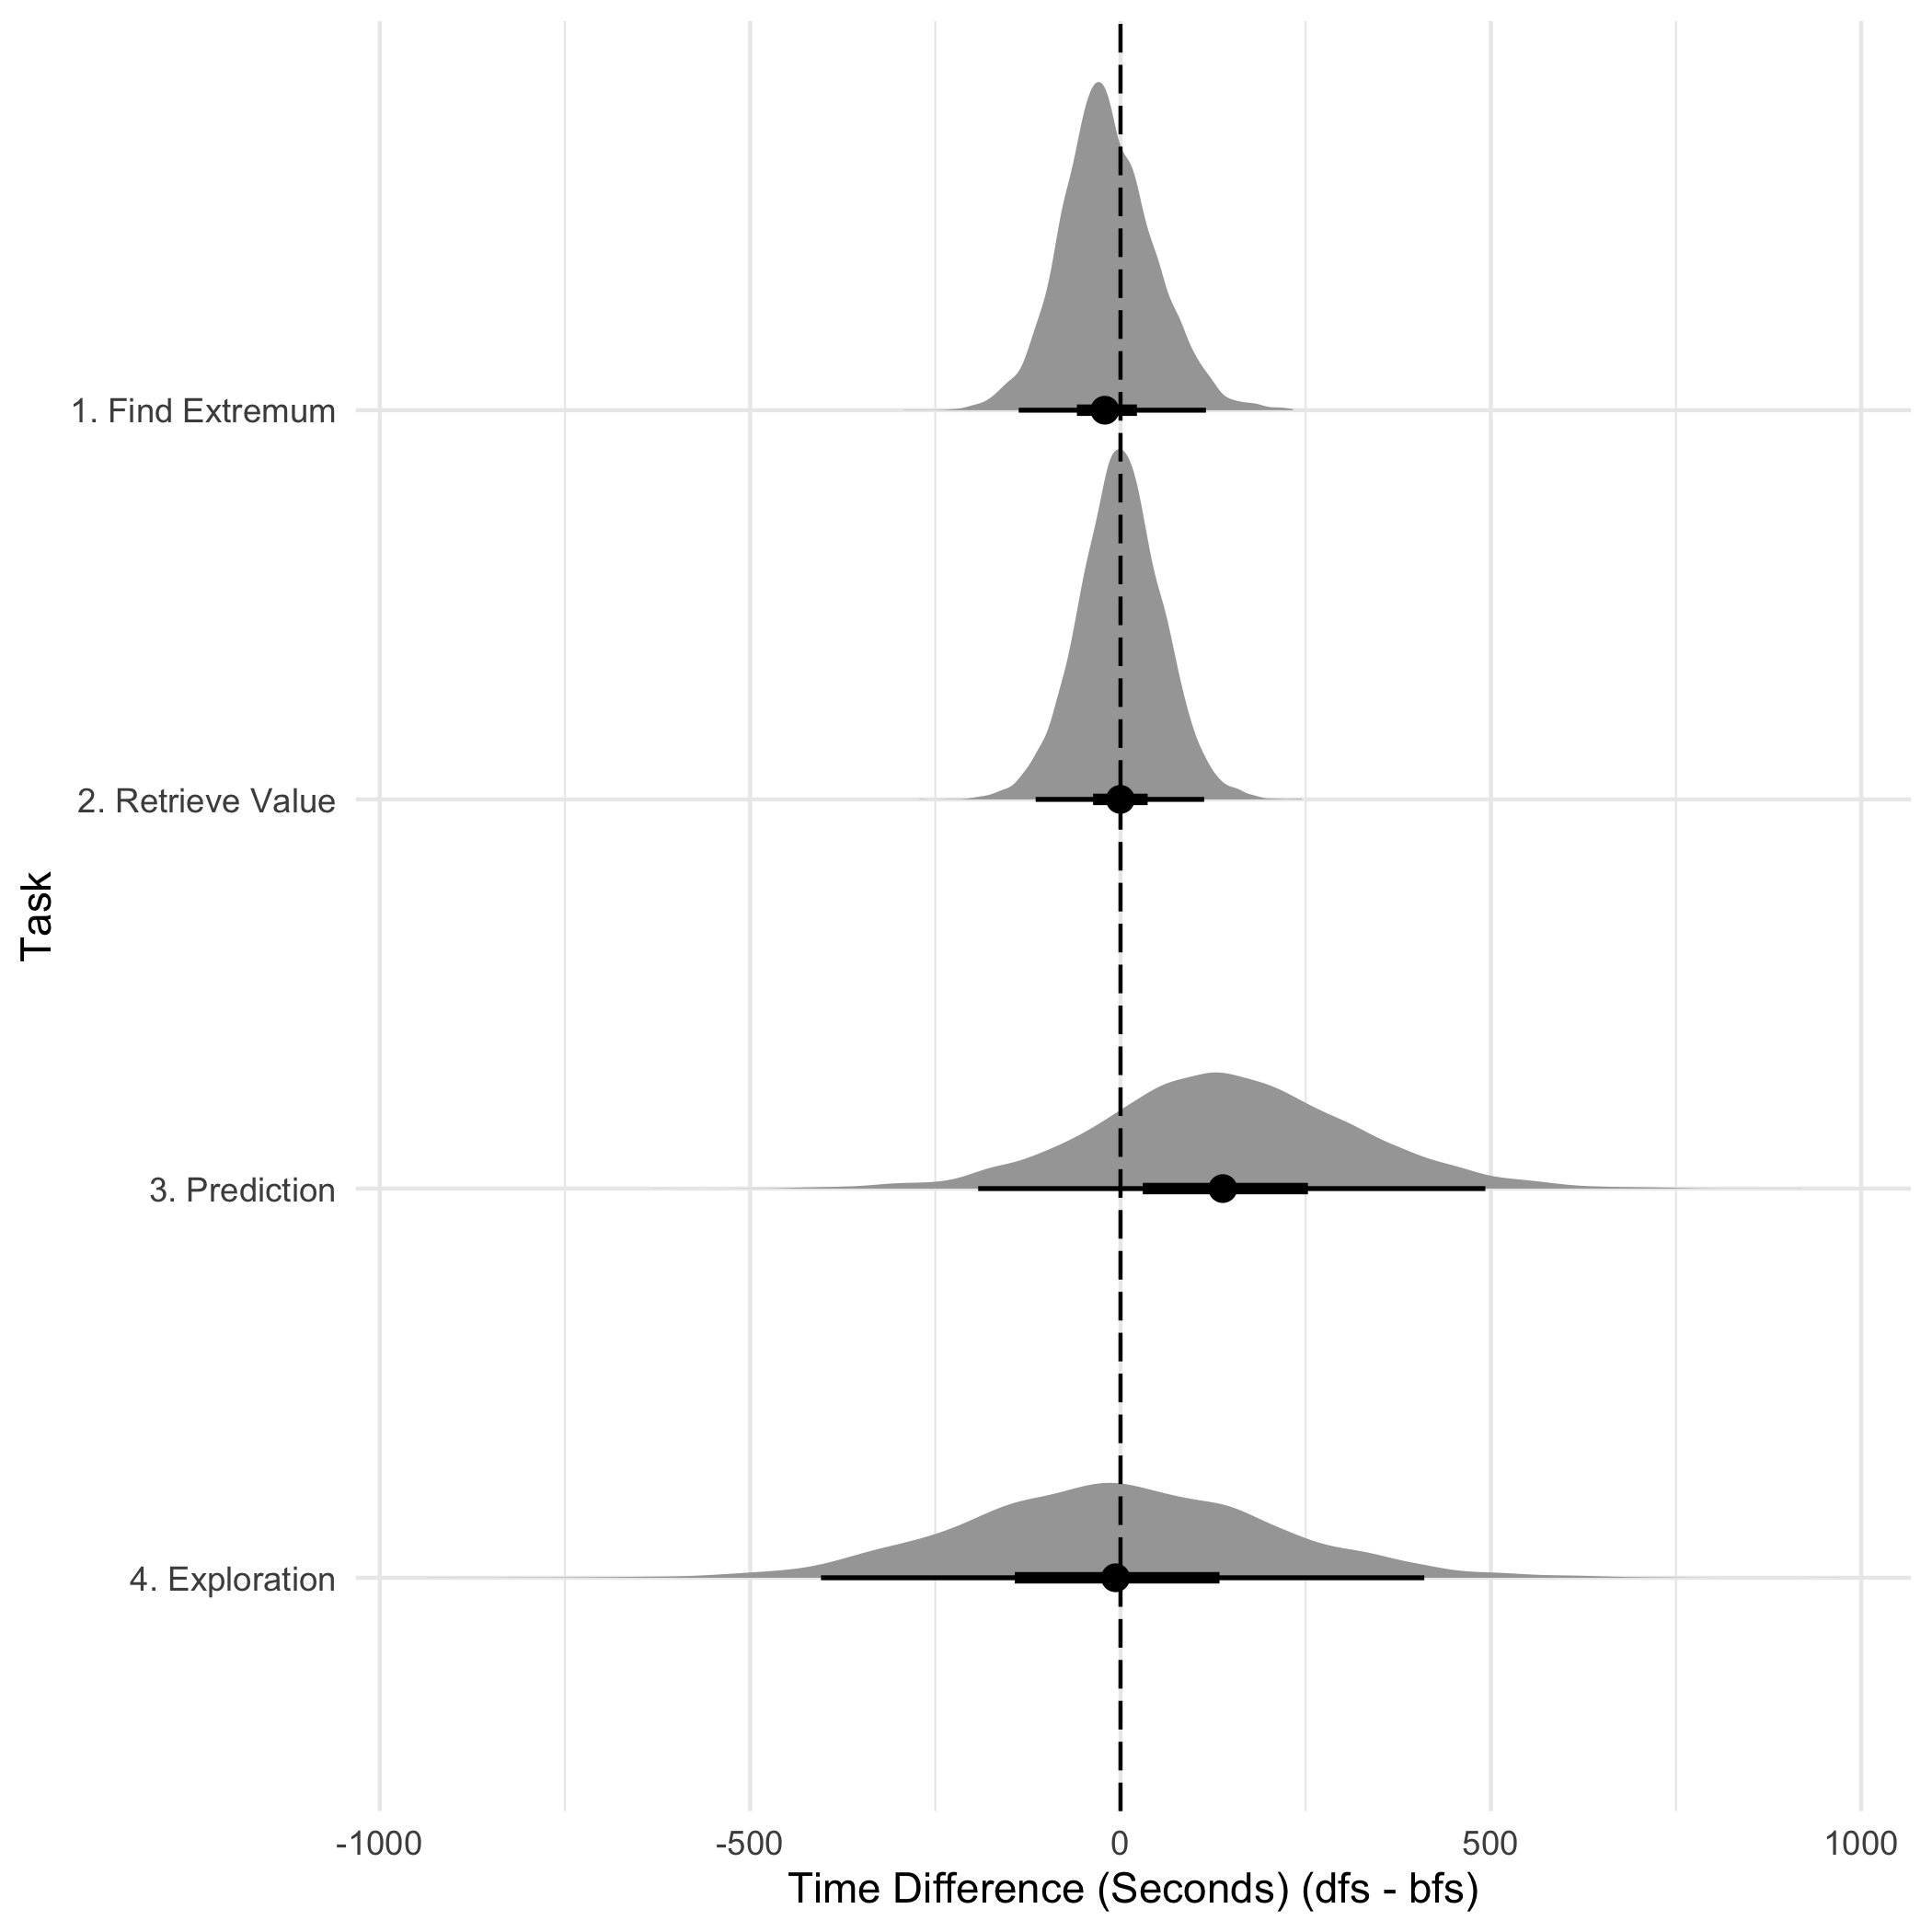 1. Find Extremum
2. Retrieve Value
3. Prediction
4. Exploration
Task
-1000 -500 0 500 1000
Time Difference (Seconds) (dfs - bfs)